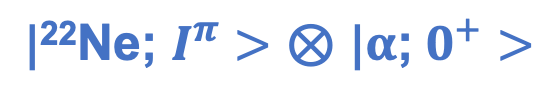 |²²Ne; I^π > ⊗ |α; 0⁺ >